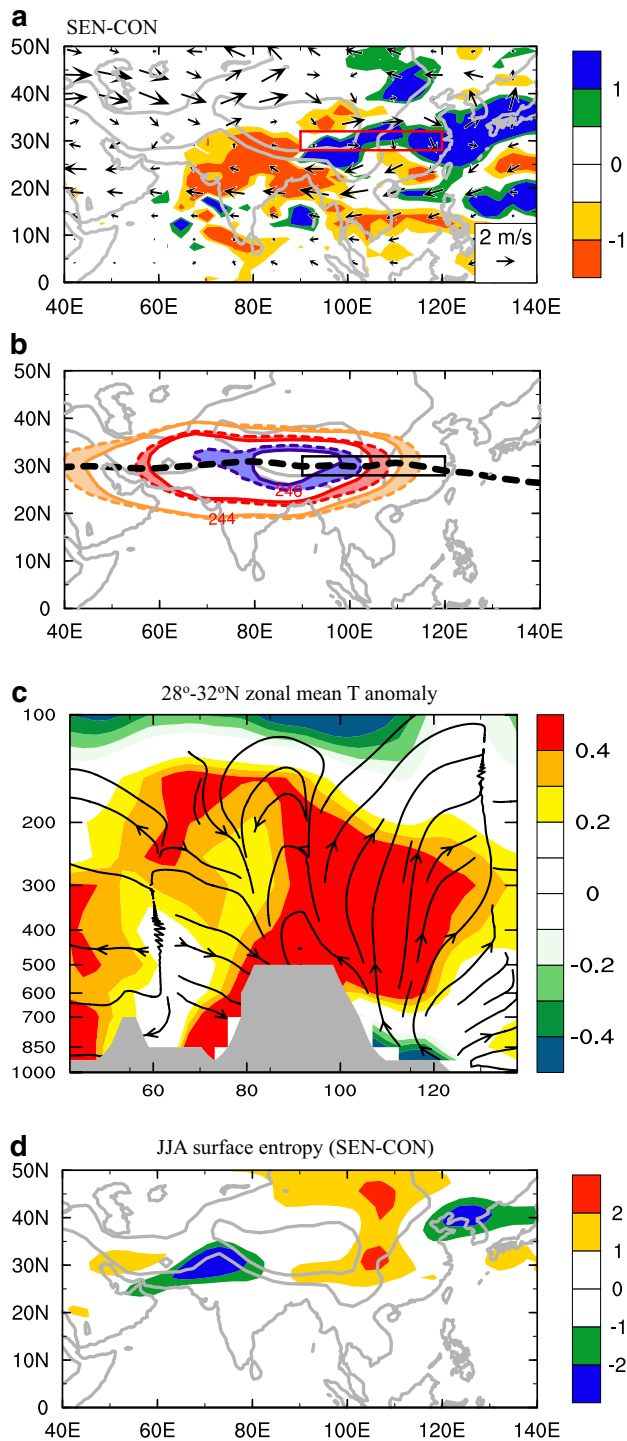 a
SEN-CON
50N
40N
30N
20N
10N
0
40E 60E 80E 100E 120E 140E
2 m/s
1
0
-1
b
50N
40N
30N
20N
10N
0
246
244
40E 60E 80E 100E 120E 140E
c
28°-32°N zonal mean T anomaly
100
200
300
400
500
600
700
850
1000
60 80 100 120
0.4
0.2
0
-0.2
-0.4
d
JJA surface entropy (SEN-CON)
50N
40N
30N
20N
10N
0
40E 60E 80E 100E 120E 140E
2
1
0
-1
-2